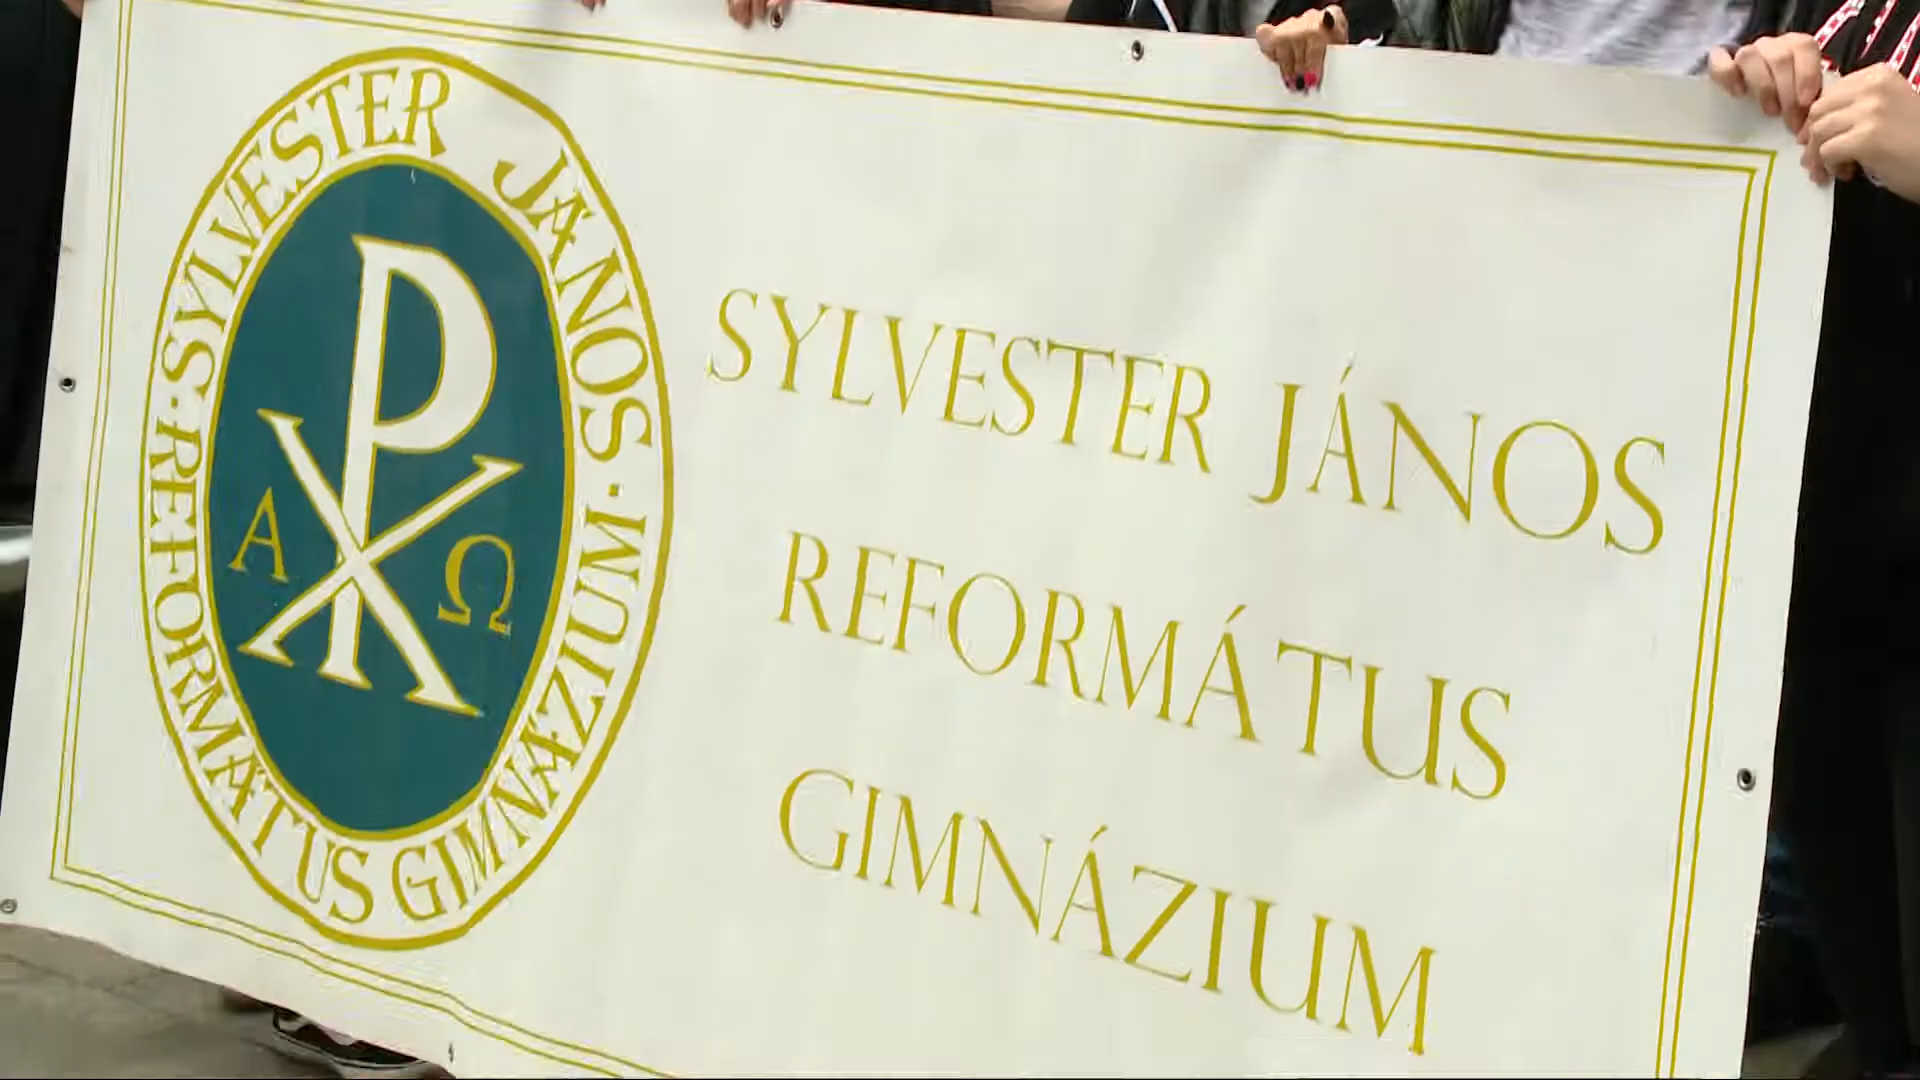 SYLVESTER JÁNOS · REFORMÁTUS GIMNÁZIUM ·
Α Ω
SYLVESTER JÁNOS
REFORMÁTUS
GIMNÁZIUM